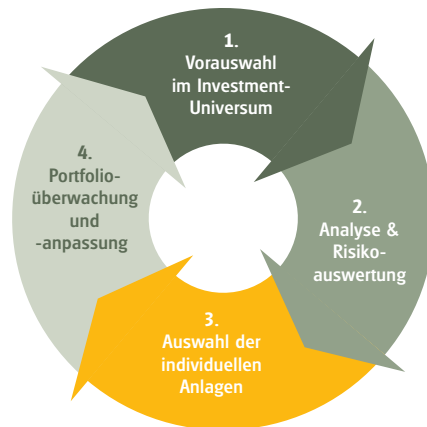 1.
Vorauswahl
im Investment-
Universum
2.
Analyse &
Risiko-
auswertung
3.
Auswahl der
individuellen
Anlagen
4.
Portfolio-
überwachung
und
-anpassung